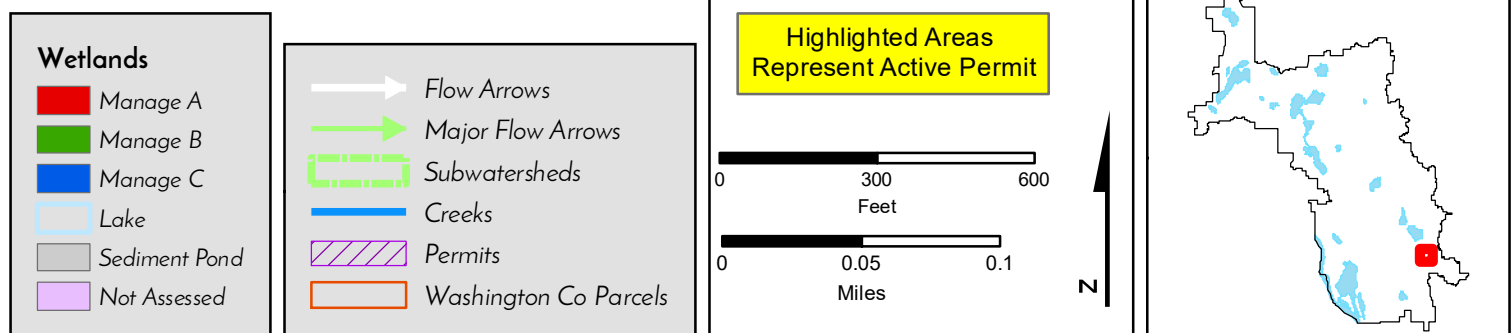 Wetlands
Manage A
Manage B
Manage C
Lake
Sediment Pond
Not Assessed
Flow Arrows
Major Flow Arrows
Subwatersheds
Creeks
Permits
Washington Co Parcels
Highlighted Areas
Represent Active Permit
0 300 600
Feet
0 0.05 0.1
Miles
N